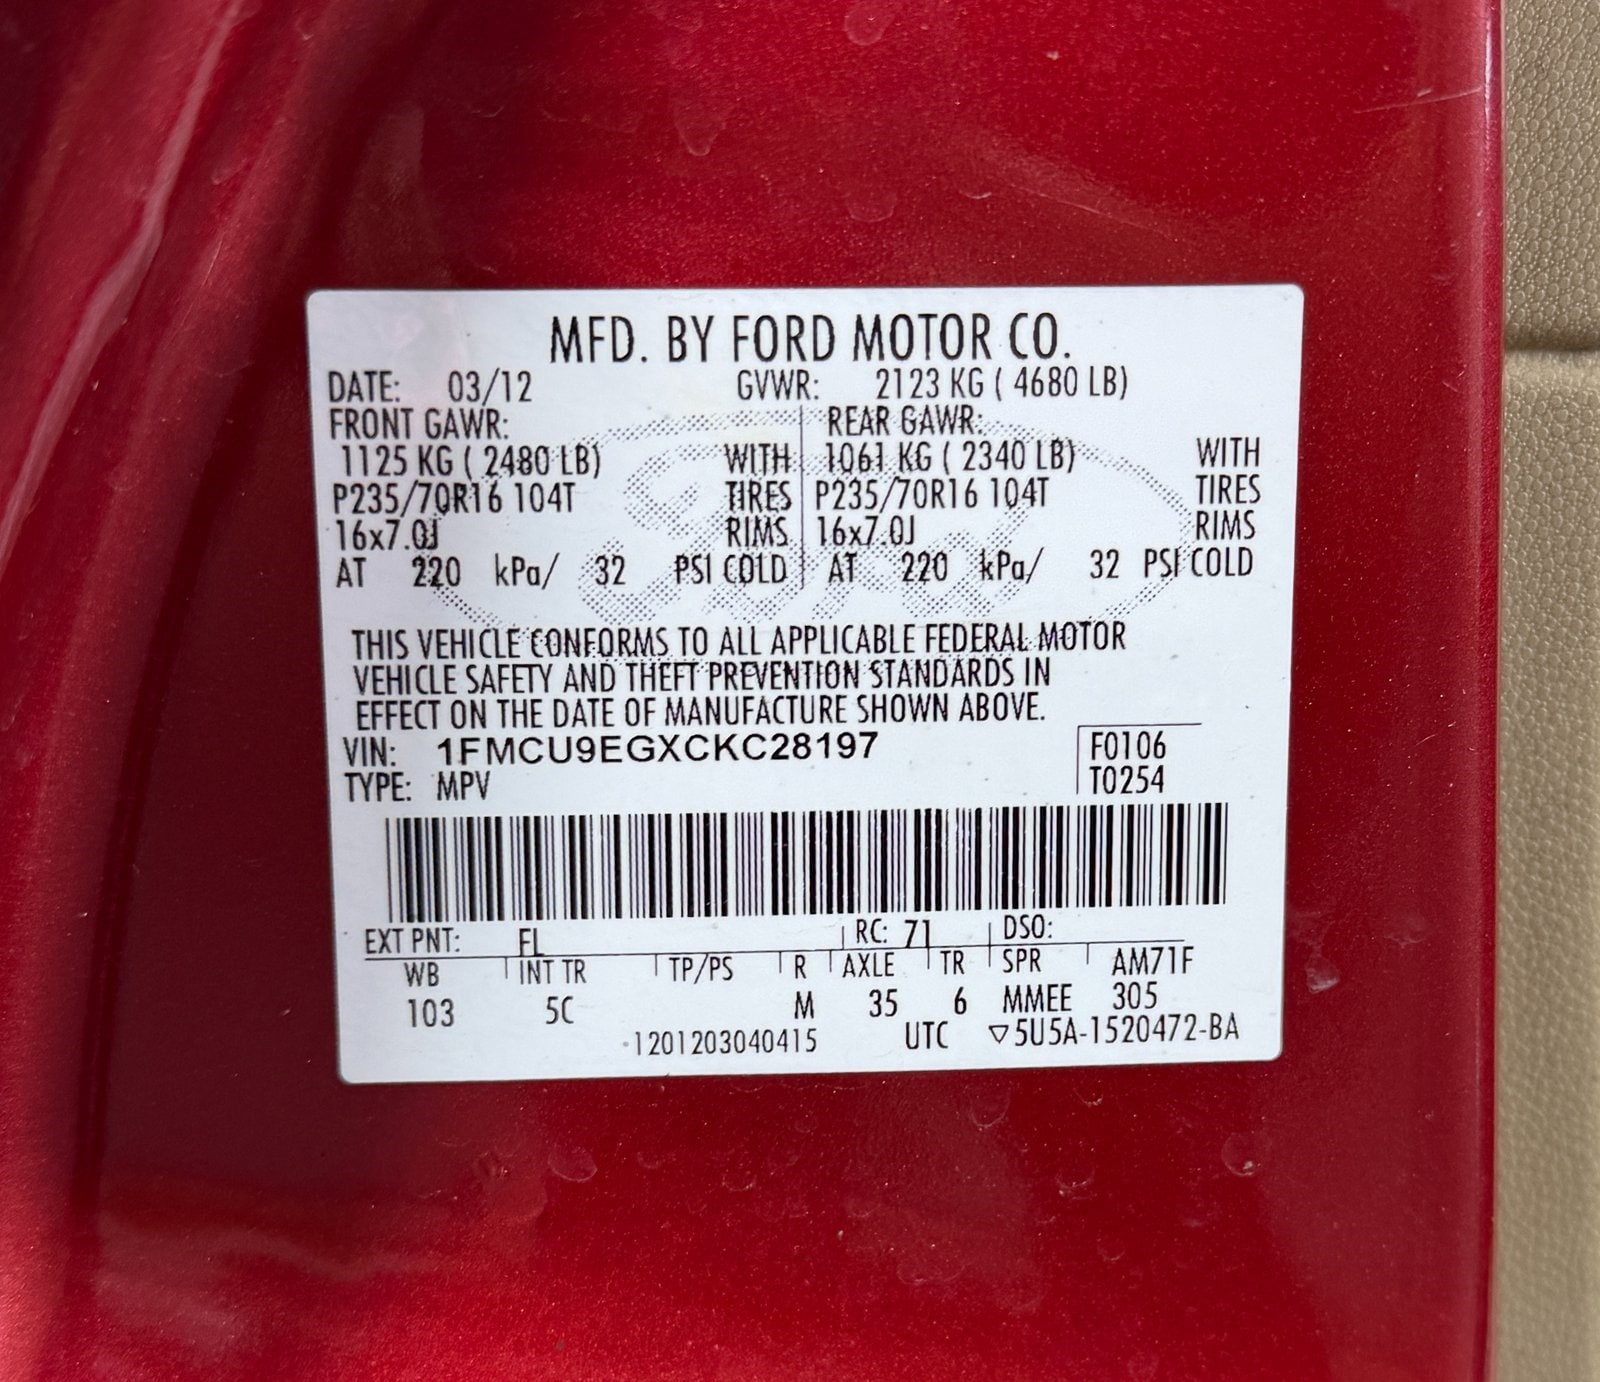 MFD. BY FORD MOTOR CO.
DATE: 03/12 GVWR: 2123 KG ( 4680 LB)
FRONT GAWR: REAR GAWR:
1125 KG ( 2480 LB) WITH 1061 KG ( 2340 LB) WITH
P235/70R16 104T TIRES P235/70R16 104T TIRES
16x7.0J RIMS 16x7.0J RIMS
AT 220 kPa/ 32 PSI COLD AT 220 kPa/ 32 PSI COLD
THIS VEHICLE CONFORMS TO ALL APPLICABLE FEDERAL MOTOR
VEHICLE SAFETY AND THEFT PREVENTION STANDARDS IN
EFFECT ON THE DATE OF MANUFACTURE SHOWN ABOVE.
VIN: 1FMCU9EGXCKC28197 F0106
TYPE: MPV T0254
EXT PNT: FL RC: 71 DSO:
WB INT TR TP/PS R AXLE TR SPR AM71F
103 5C M 35 6 MMEE 305
·1201203040415 UTC ▽5U5A-1520472-BA
Ford